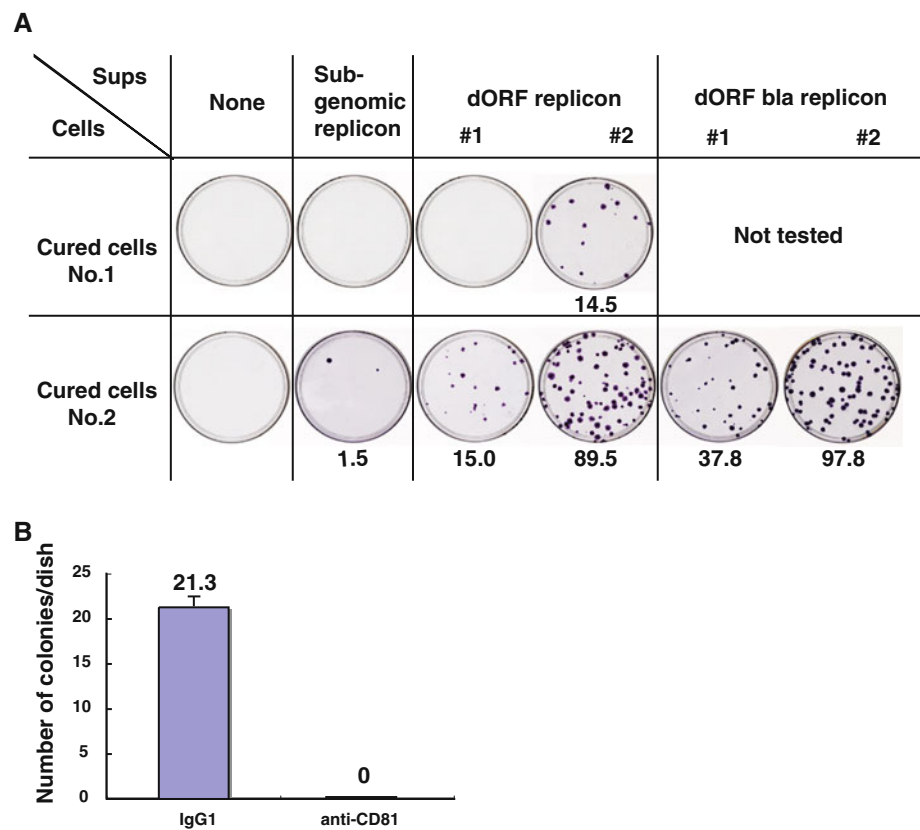 A
Sups
Cells
None
Sub-
genomic
replicon
dORF replicon
#1 #2
dORF bla replicon
#1 #2
Cured cells
No.1
Not tested
14.5
Cured cells
No.2
1.5 15.0 89.5 37.8 97.8
B
Number of colonies/dish
25
20
15
10
5
0
21.3
0
IgG1 anti-CD81